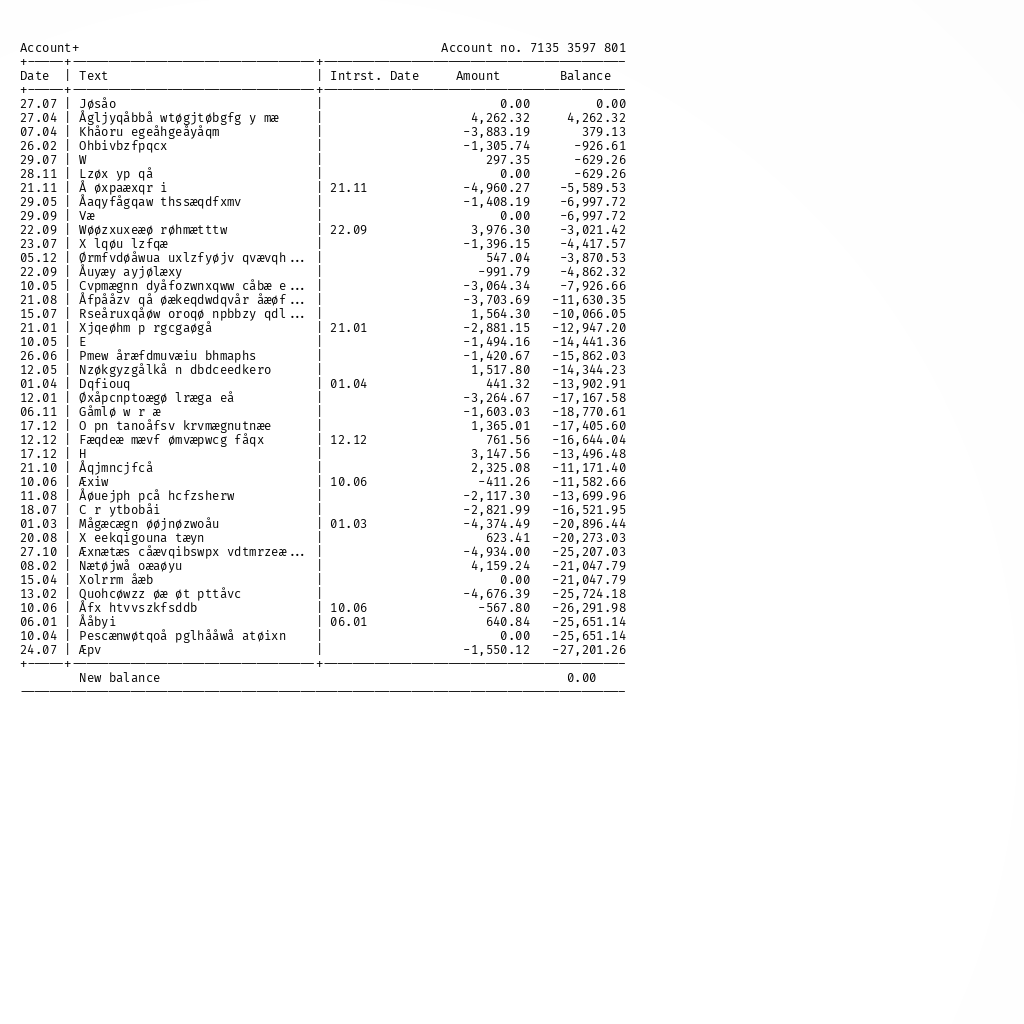 Account+ Account no. 7135 3597 801
Date | Text | Intrst. Date Amount Balance
27.07 | Jøsåo | 0.00 0.00
27.04 | Ågljyqåbbå wtøgjtøbgfg y mæ | 4,262.32 4,262.32
07.04 | Khåoru egeåhgeåyåqm | -3,883.19 379.13
26.02 | Ohbivbzfpqcx | -1,305.74 -926.61
29.07 | W | 297.35 -629.26
28.11 | Lzøx yp qå | 0.00 -629.26
21.11 | Å øxpaæxqr i | 21.11 -4,960.27 -5,589.53
29.05 | Åaqyfågqaw thssæqdfxmv | -1,408.19 -6,997.72
29.09 | Væ | 0.00 -6,997.72
22.09 | Wøøzxuxeæø røhmætttw | 22.09 3,976.30 -3,021.42
23.07 | X lqøu lzfqæ | -1,396.15 -4,417.57
05.12 | Ørmfvdøåwua uxlzfyøjv qvævqh... | 547.04 -3,870.53
22.09 | Åuyæy ayjølæxy | -991.79 -4,862.32
10.05 | Cvpmægnn dyåfozwnxqww cåbæ e... | -3,064.34 -7,926.66
21.08 | Åfpååzv qå øækeqdwdqvår åæøf... | -3,703.69 -11,630.35
15.07 | Rseåruxqåøw oroqø npbbzy qdl... | 1,564.30 -10,066.05
21.01 | Xjqeøhm p rgcgaøgå | 21.01 -2,881.15 -12,947.20
10.05 | E | -1,494.16 -14,441.36
26.06 | Pmew åræfdmuvæiu bhmaphs | -1,420.67 -15,862.03
12.05 | Nzøkgyzgålkå n dbdceedkero | 1,517.80 -14,344.23
01.04 | Dqfiouq | 01.04 441.32 -13,902.91
12.01 | Øxåpcnptoægø lræga eå | -3,264.67 -17,167.58
06.11 | Gåmlø w r æ | -1,603.03 -18,770.61
17.12 | O pn tanoåfsv krvmægnutnæe | 1,365.01 -17,405.60
12.12 | Fæqdeæ mævf ømvæpwcg fåqx | 12.12 761.56 -16,644.04
17.12 | H | 3,147.56 -13,496.48
21.10 | Åqjmncjfcå | 2,325.08 -11,171.40
10.06 | Æxiw | 10.06 -411.26 -11,582.66
11.08 | Åøuejph pcå hcfzsherw | -2,117.30 -13,699.96
18.07 | C r ytbobåi | -2,821.99 -16,521.95
01.03 | Mågæcægn øøjnøzwoåu | 01.03 -4,374.49 -20,896.44
20.08 | X eekqigouna tæyn | 623.41 -20,273.03
27.10 | Æxnætæs cåævqibswpx vdtmrzeæ... | -4,934.00 -25,207.03
08.02 | Nætøjwå oæaøyu | 4,159.24 -21,047.79
15.04 | Xolrrm åæb | 0.00 -21,047.79
13.02 | Quohcøwzz øæ øt pttåvc | -4,676.39 -25,724.18
10.06 | Åfx htvvszkfsddb | 10.06 -567.80 -26,291.98
06.01 | Ååbyi | 06.01 640.84 -25,651.14
10.04 | Pescænwøtqoå pglhååwå atøixn | 0.00 -25,651.14
24.07 | Æpv | -1,550.12 -27,201.26
New balance 0.00